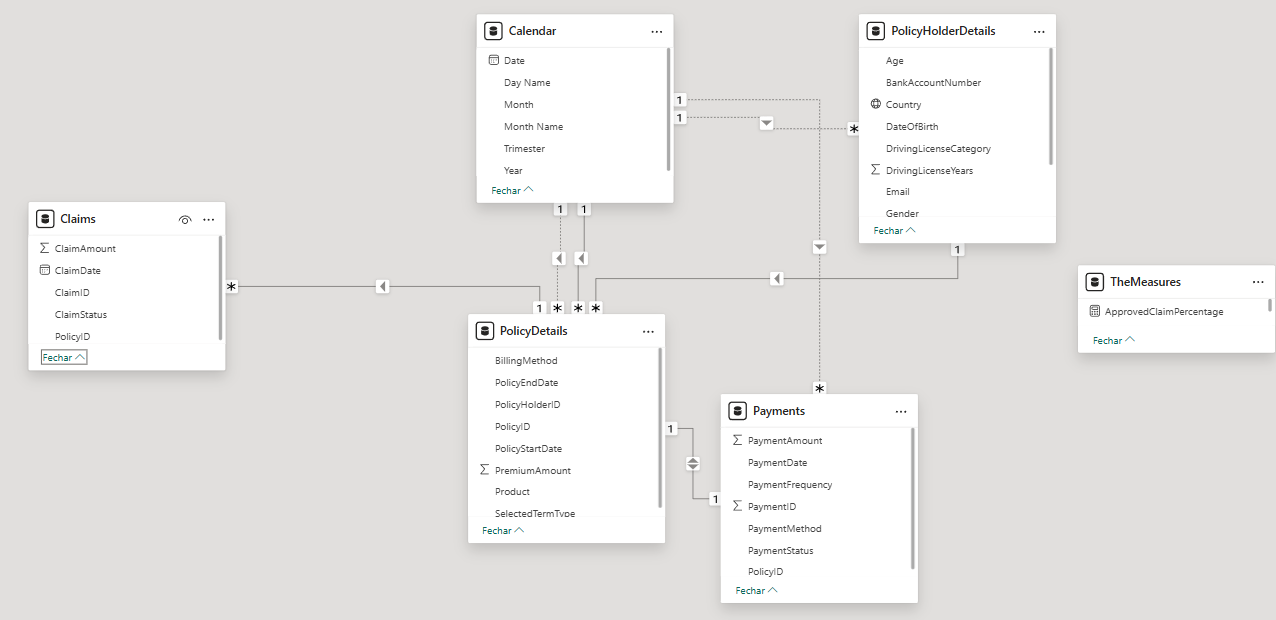 Calendar
Date
Day Name
Month
Month Name
Trimester
Year
Fechar
PolicyHolderDetails
Age
BankAccountNumber
Country
DateOfBirth
DrivingLicenseCategory
DrivingLicenseYears
Email
Gender
Fechar
1
1
*
1
1
1
Claims
ClaimAmount
ClaimDate
ClaimID
ClaimStatus
PolicyID
Fechar
*
1
*
*
*
TheMeasures
ApprovedClaimPercentage
Fechar
PolicyDetails
BillingMethod
PolicyEndDate
PolicyHolderID
PolicyID
PolicyStartDate
PremiumAmount
Product
SelectedTermType
Fechar
1
1
*
Payments
PaymentAmount
PaymentDate
PaymentFrequency
PaymentID
PaymentMethod
PaymentStatus
PolicyID
Fechar